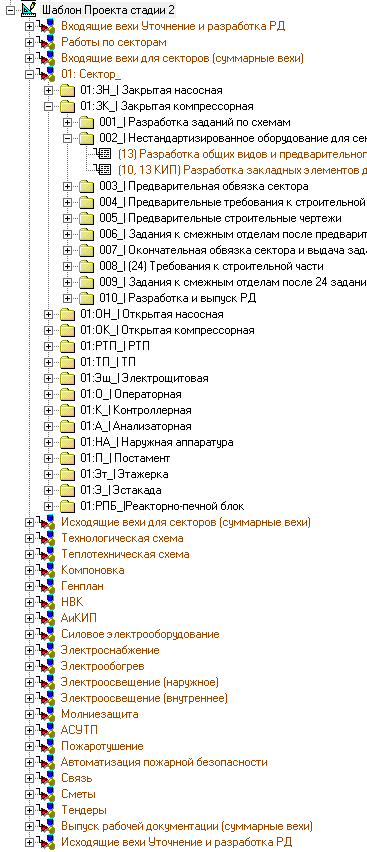 Шаблон Проекта стадии 2
Входящие вехи Уточнение и разработка РД
Работы по секторам
Входящие вехи для секторов (суммарные вехи)
01: Сектор_
01:ЗН_| Закрытая насосная
01:ЗК_| Закрытая компрессорная
001_| Разработка заданий по схемам
002_| Нестандартизированное оборудование для сек
(13) Разработка общих видов и предварительног
(10, 13 КИП) Разработка закладных элементов д
003_| Предварительная обвязка сектора
004_| Предварительные требования к строительной
005_| Предварительные строительные чертежи
006_| Задания к смежным отделам после предварит
007_| Окончательная обвязка сектора и выдача зад
008_| (24) Требования к строительной части
009_| Задания к смежным отделам после 24 задани
010_| Разработка и выпуск РД
01:ОН_| Открытая насосная
01:ОК_| Открытая компрессорная
01:РТП_| РТП
01:ТП_| ТП
01:Эщ_| Электрощитовая
01:О_| Операторная
01:К_| Контроллерная
01:А_| Анализаторная
01:НА_| Наружная аппаратура
01:П_| Постамент
01:Эт_| Этажерка
01:Э_| Эстакада
01:РПБ_|Реакторно-печной блок
Исходящие вехи для секторов (суммарные вехи)
Технологическая схема
Теплотехническая схема
Компоновка
Генплан
НВК
АиКИП
Силовое электрооборудование
Электроснабжение
Электрообогрев
Электроосвещение (наружное)
Электроосвещение (внутреннее)
Молниезащита
АСУТП
Пожаротушение
Автоматизация пожарной безопасности
Связь
Сметы
Тендеры
Выпуск рабочей документации (суммарные вехи)
Исходящие вехи Уточнение и разработка РД